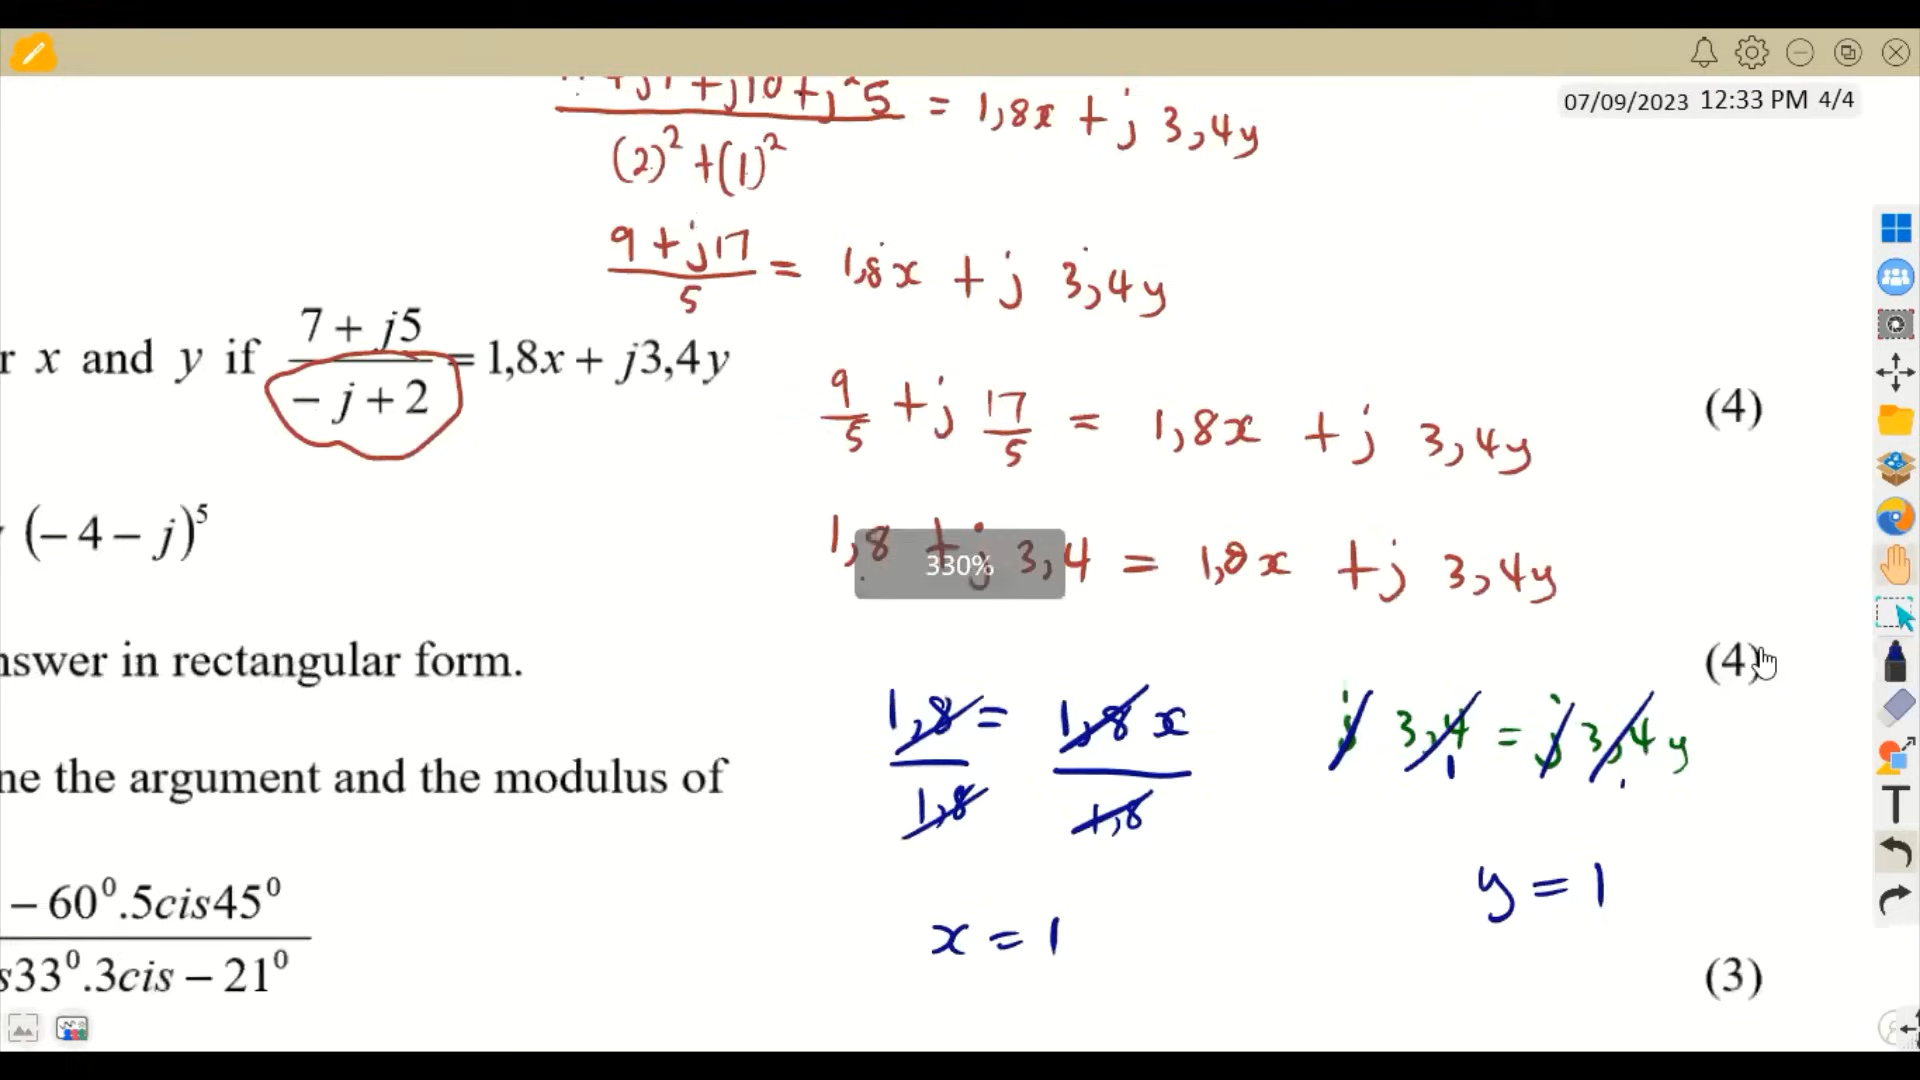 07/09/2023 12:33 PM 4/4
+j10 + j²5 = 1,8x + j 3,4y
(2)² + (1)²
9 + j17 = 1,8x + j 3,4y
5
r x and y if 7 + j5 = 1,8x + j3,4y
− j + 2
(4)
9/5 + j 17/5 = 1,8x + j 3,4y
(−4 − j)⁵
1,8 + j 3,4 = 1,8x + j 3,4y
330%
nswer in rectangular form.
(4)
1,8 = 1,8x
1,8 1,8
j 3,4 = j 3,4y
ne the argument and the modulus of
− 60⁰.5cis45⁰
s33⁰.3cis − 21⁰
x = 1
y = 1
(3)
T